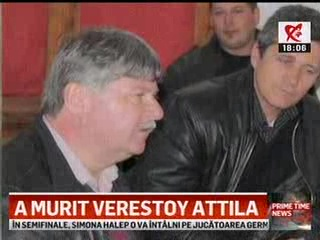 18:06
A MURIT VERESTOY ATTILA
PRIME TIME
NEWS
ÎN SEMIFINALE, SIMONA HALEP O VA ÎNTÂLNI PE JUCĂTOAREA GERM